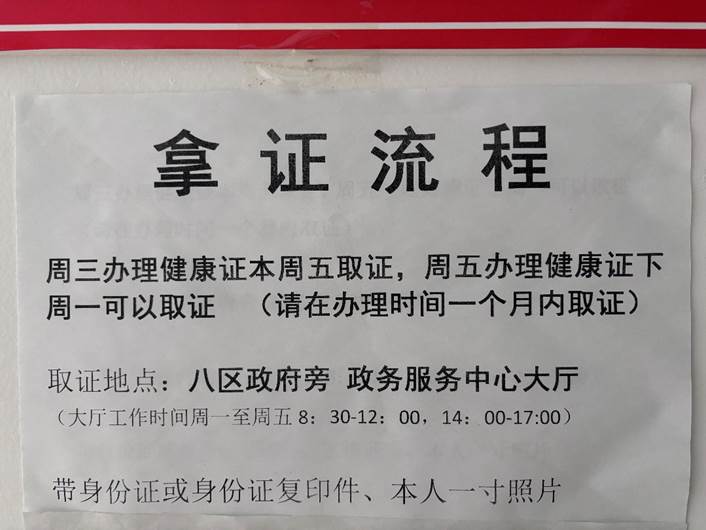 拿证流程
周三办理健康证本周五取证，周五办理健康证下
周一可以取证 （请在办理时间一个月内取证）
取证地点：八区政府旁 政务服务中心大厅
（大厅工作时间周一至周五 8：30-12：00，14：00-17:00）
带身份证或身份证复印件、本人一寸照片